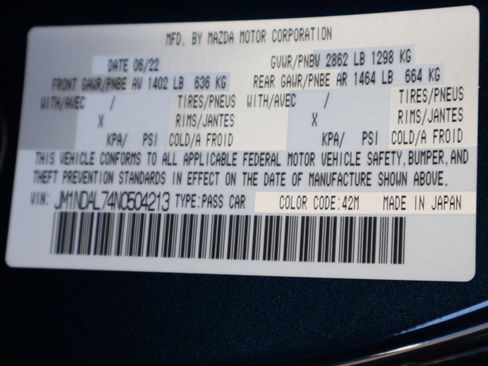 MFD. BY MAZDA MOTOR CORPORATION
DATE 06/22 GVWR/PNBV 2862 LB 1298 KG
FRONT GAWR/PNBE AV 1402 LB 636 KG REAR GAWR/PNBE AR 1464 LB 664 KG
WITH/AVEC / TIRES/PNEUS WITH/AVEC / TIRES/PNEUS
X RIMS/JANTES X RIMS/JANTES
KPA/ PSI COLD/A FROID KPA/ PSI COLD/A FROID
THIS VEHICLE CONFORMS TO ALL APPLICABLE FEDERAL MOTOR VEHICLE SAFETY, BUMPER, AND
THEFT PREVENTION STANDARDS IN EFFECT ON THE DATE OF MANUFACTURE SHOWN ABOVE.
VIN: JM1NDAL74N0504213 TYPE:PASS CAR COLOR CODE:42M MADE IN JAPAN